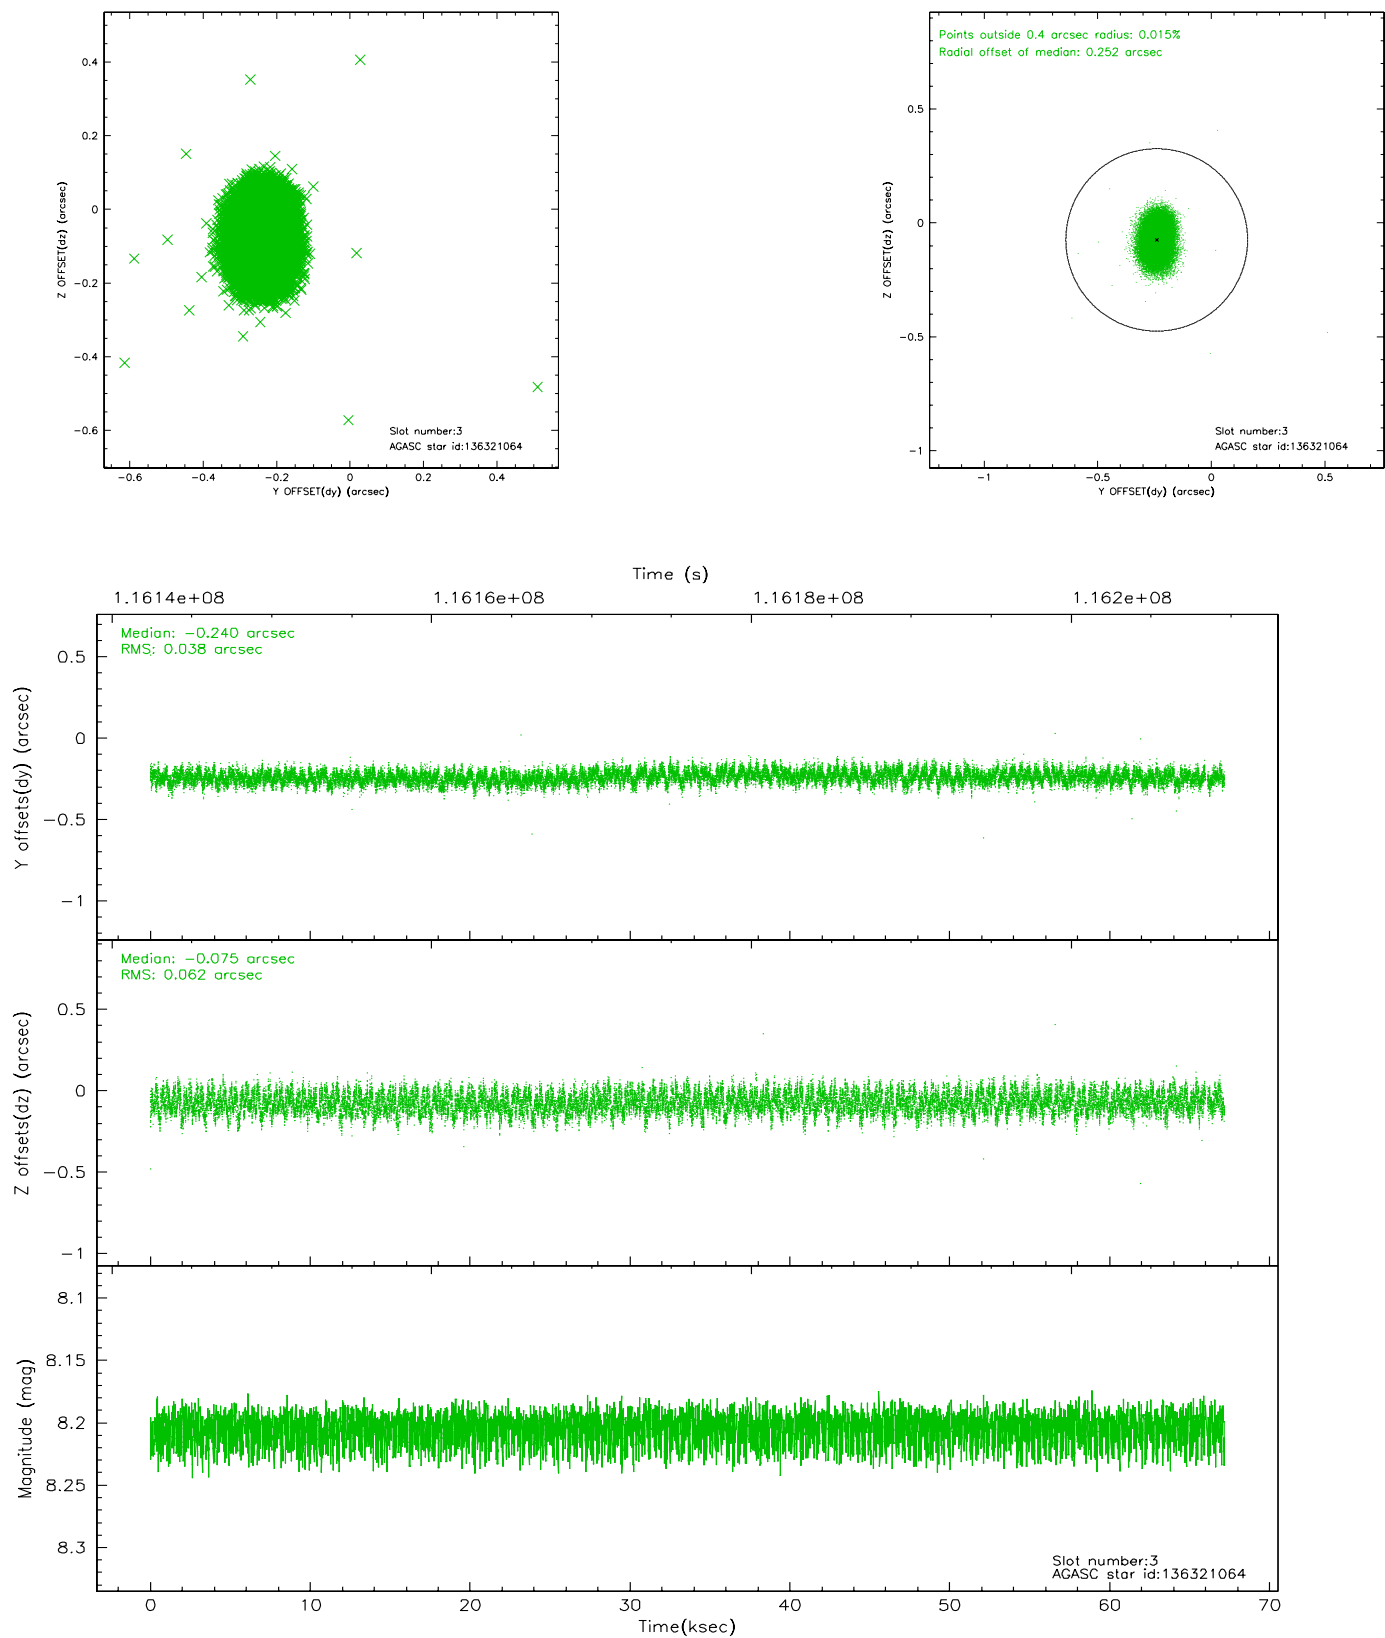 0.4
0.2
0
−0.2
−0.4
−0.6
Z OFFSET(dz) (arcsec)
Slot number:3
AGASC star id:136321064
−0.6 −0.4 −0.2 0 0.2 0.4
Y OFFSET(dy) (arcsec)
Points outside 0.4 arcsec radius: 0.015%
Radial offset of median: 0.252 arcsec
0.5
0
−0.5
−1
Z OFFSET(dz) (arcsec)
Slot number:3
AGASC star id:136321064
−1 −0.5 0 0.5
Y OFFSET(dy) (arcsec)
Time (s)
1.1614e+08 1.1616e+08 1.1618e+08 1.162e+08
Median: −0.240 arcsec
RMS: 0.038 arcsec
0.5
0
−0.5
−1
Y offsets(dy) (arcsec)
Median: −0.075 arcsec
RMS: 0.062 arcsec
0.5
0
−0.5
−1
Z offsets(dz) (arcsec)
8.1
8.15
8.2
8.25
8.3
Magnitude (mag)
Slot number:3
AGASC star id:136321064
0 10 20 30 40 50 60 70
Time(ksec)